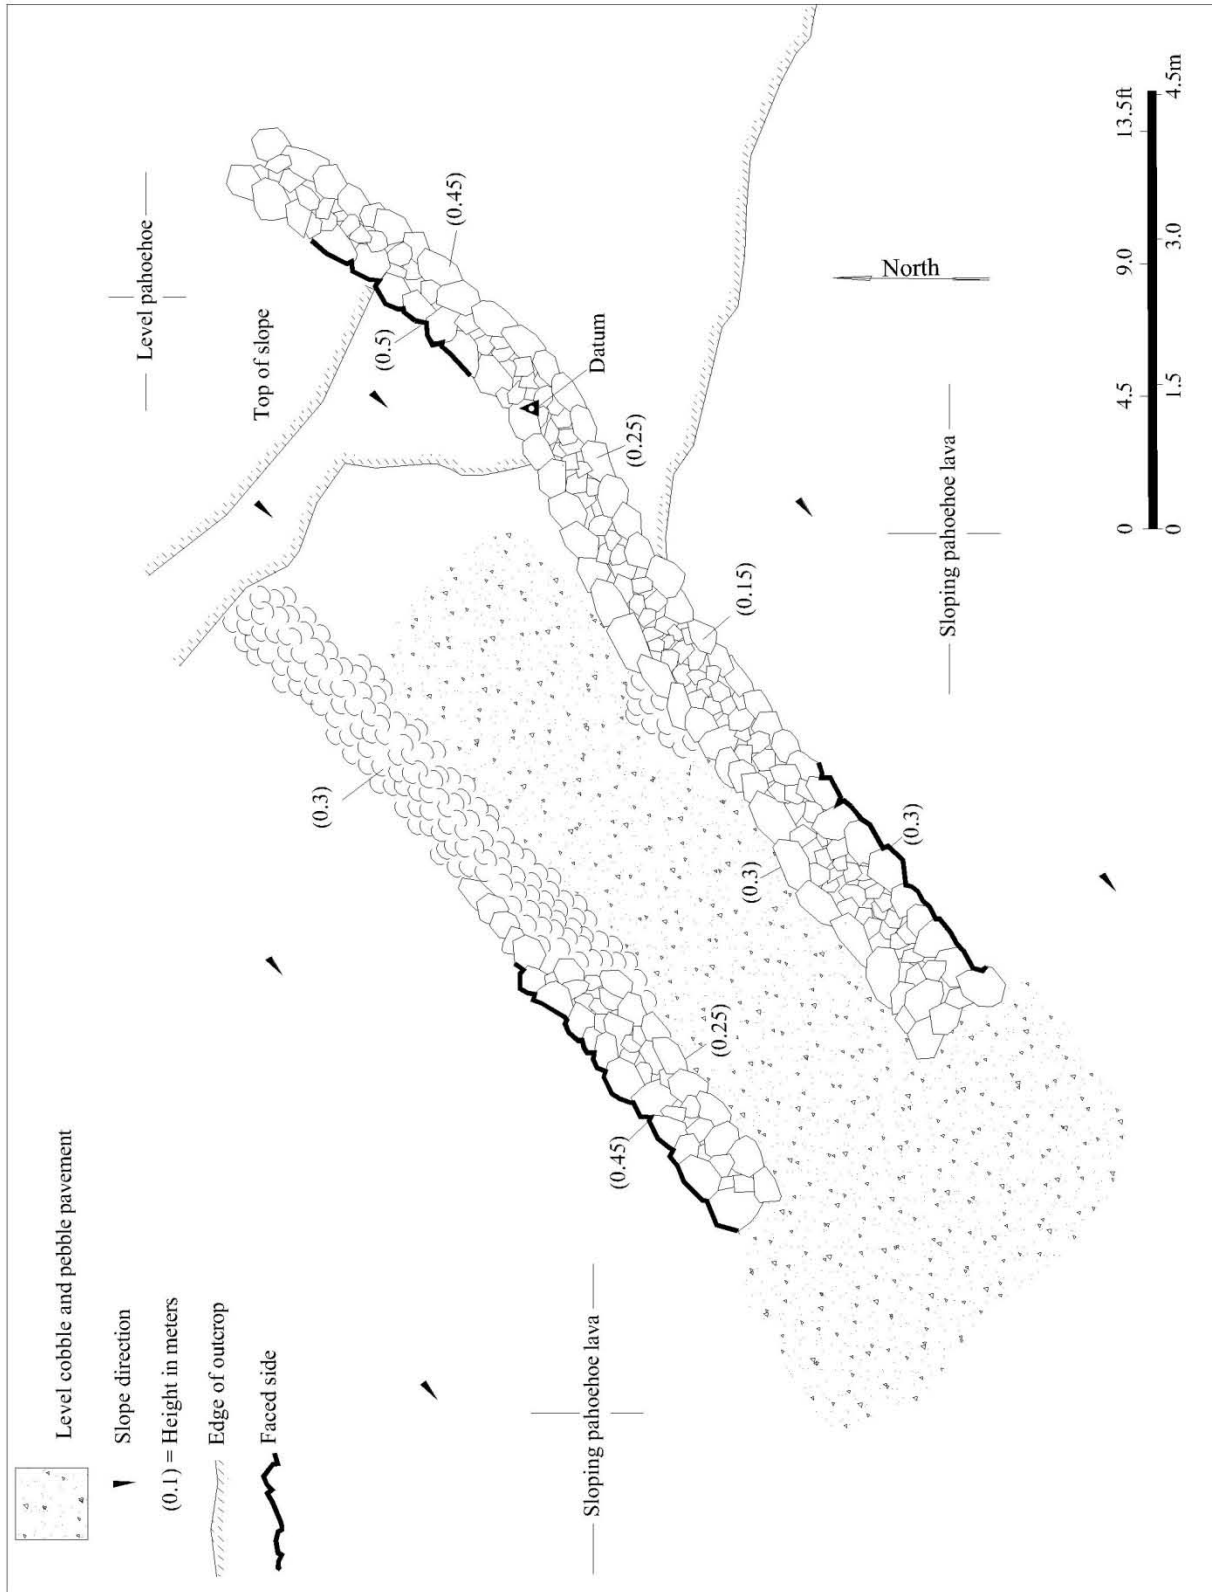 Level cobble and pebble pavement
Slope direction
(0.1) = Height in meters
Edge of outcrop
Faced side
Sloping pahoehoe lava
(0.45)
(0.25)
(0.3)
(0.3)
(0.3)
(0.15)
(0.25)
Datum
(0.5)
(0.45)
Top of slope
Level pahoehoe
Sloping pahoehoe lava
North
0 4.5 9.0 13.5ft
0 1.5 3.0 4.5m